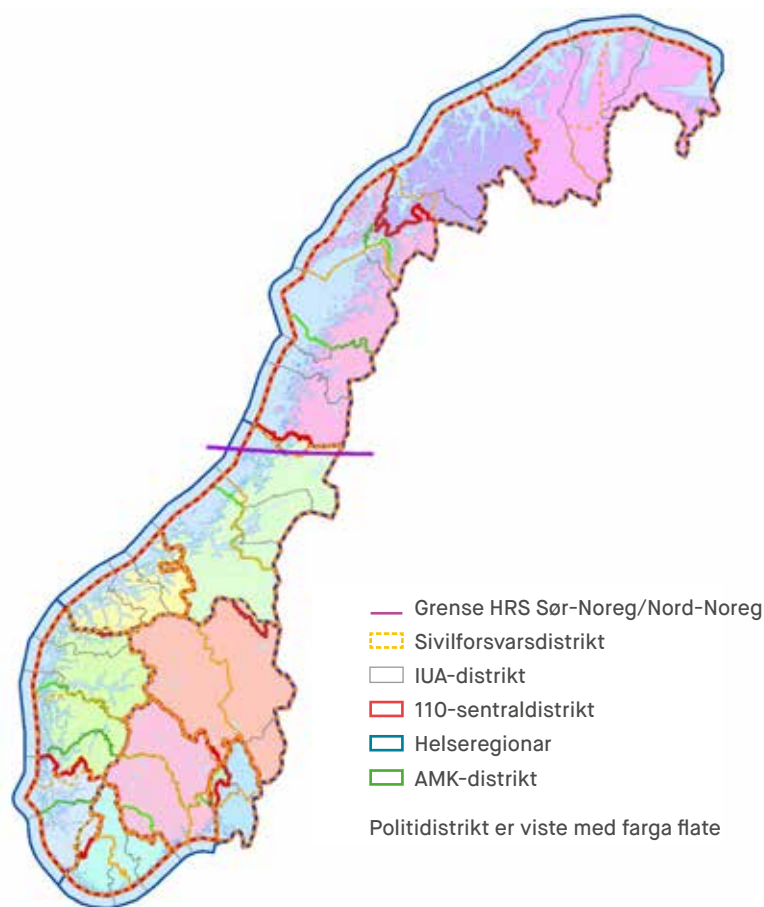 Grense HRS Sør-Noreg/Nord-Noreg
Sivilforsvarsdistrikt
IUA-distrikt
110-sentraldistrikt
Helseregionar
AMK-distrikt
Politidistrikt er viste med farga flate